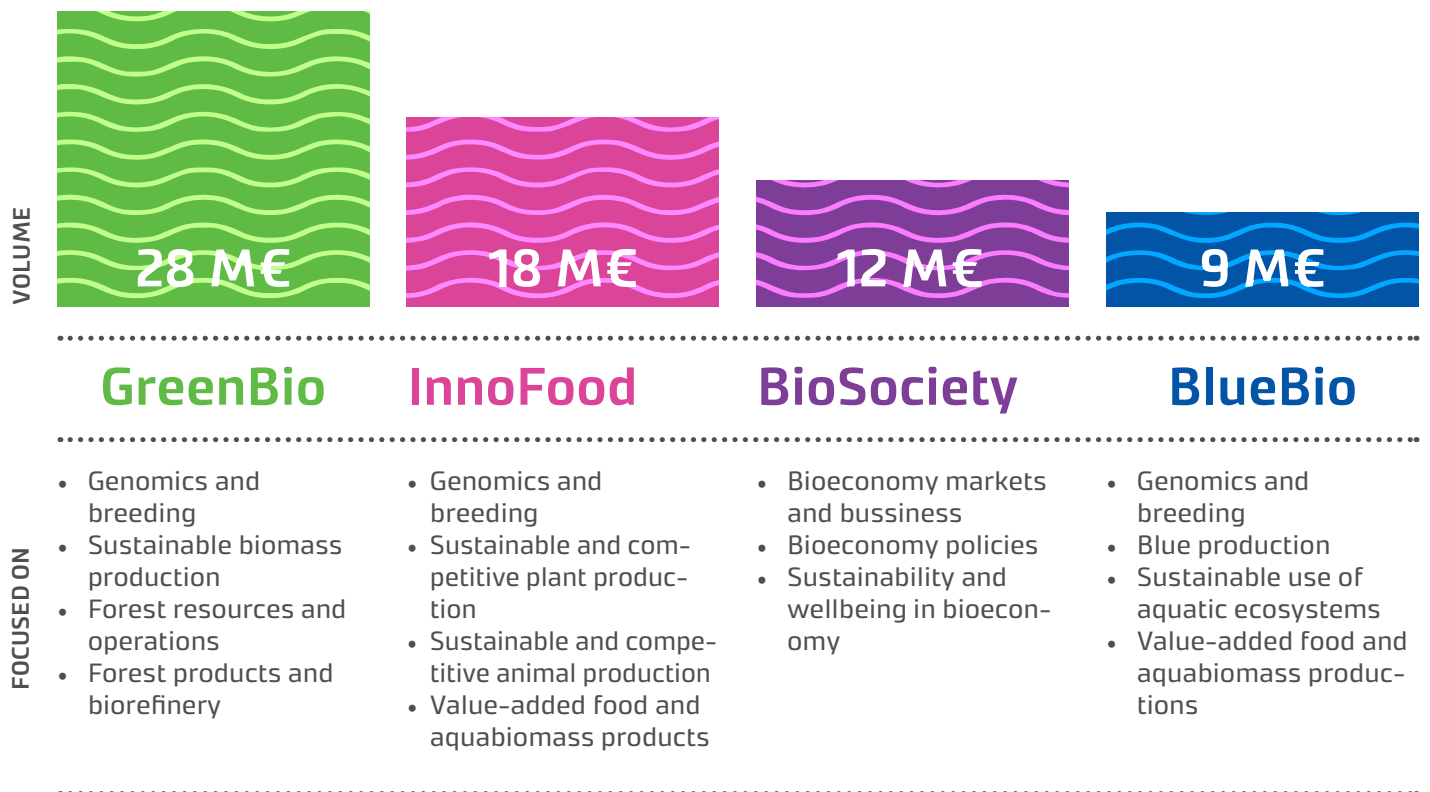 VOLUME
28 M€
18 M€
12 M€
9 M€
GreenBio
InnoFood
BioSociety
BlueBio
FOCUSED ON
• Genomics and
breeding
• Sustainable biomass
production
• Forest resources and
operations
• Forest products and
biorefinery
• Genomics and
breeding
• Sustainable and com-
petitive plant produc-
tion
• Sustainable and compe-
titive animal production
• Value-added food and
aquabiomass products
• Bioeconomy markets
and bussiness
• Bioeconomy policies
• Sustainability and
wellbeing in bioecon-
omy
• Genomics and
breeding
• Blue production
• Sustainable use of
aquatic ecosystems
• Value-added food and
aquabiomass produc-
tions